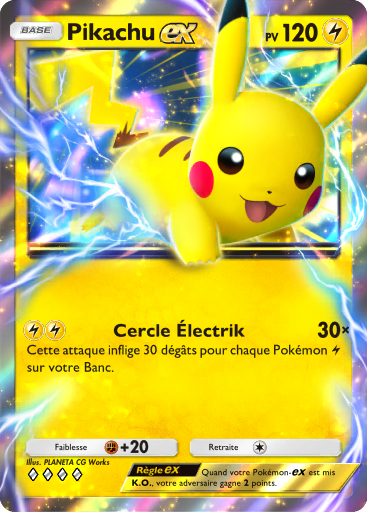 BASE Pikachu ex PV 120
Cercle Électrik 30×
Cette attaque inflige 30 dégâts pour chaque Pokémon
sur votre Banc.
Faiblesse +20 Retraite
Illus. PLANETA CG Works
Règle ex Quand votre Pokémon-ex est mis
K.O., votre adversaire gagne 2 points.